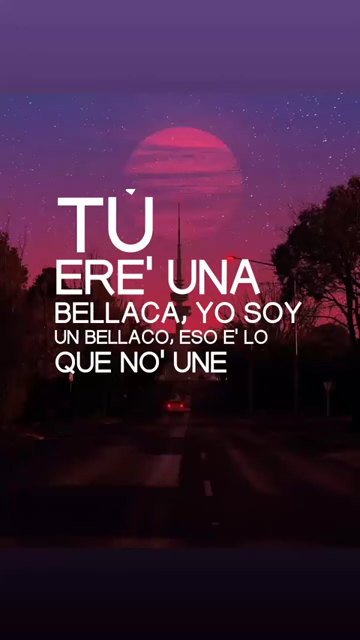 TÚ
ERE' UNA
BELLACA, YO SOY
UN BELLACO, ESO E' LO
QUE NO' UNE